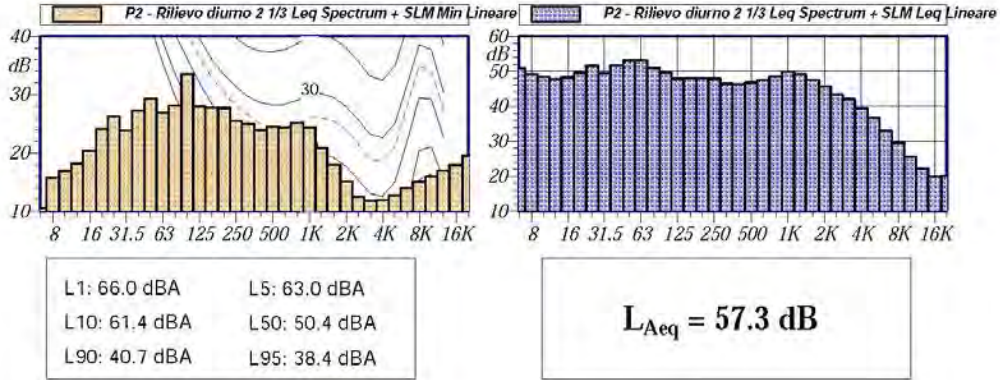 P2 - Rilievo diurno 2 1/3 Leq Spectrum + SLM Min Lineare
40
dB
30
20
10
30
8 16 31.5 63 125 250 500 1K 2K 4K 8K 16K
P2 - Rilievo diurno 2 1/3 Leq Spectrum + SLM Leq Lineare
60
dB
50
40
30
20
10
8 16 31.5 63 125 250 500 1K 2K 4K 8K 16K
L1: 66.0 dBA L5: 63.0 dBA
L10: 61.4 dBA L50: 50.4 dBA
L90: 40.7 dBA L95: 38.4 dBA
LAeq = 57.3 dB